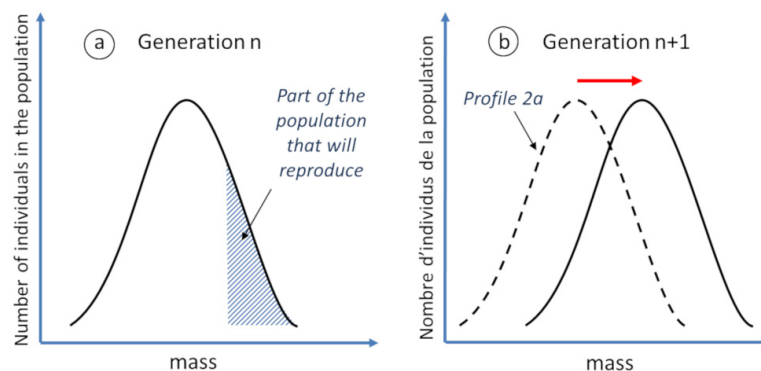 a Generation n
Number of individuals in the population
Part of the
population
that will
reproduce
mass
b Generation n+1
Nombre d'individus de la population
Profile 2a
mass